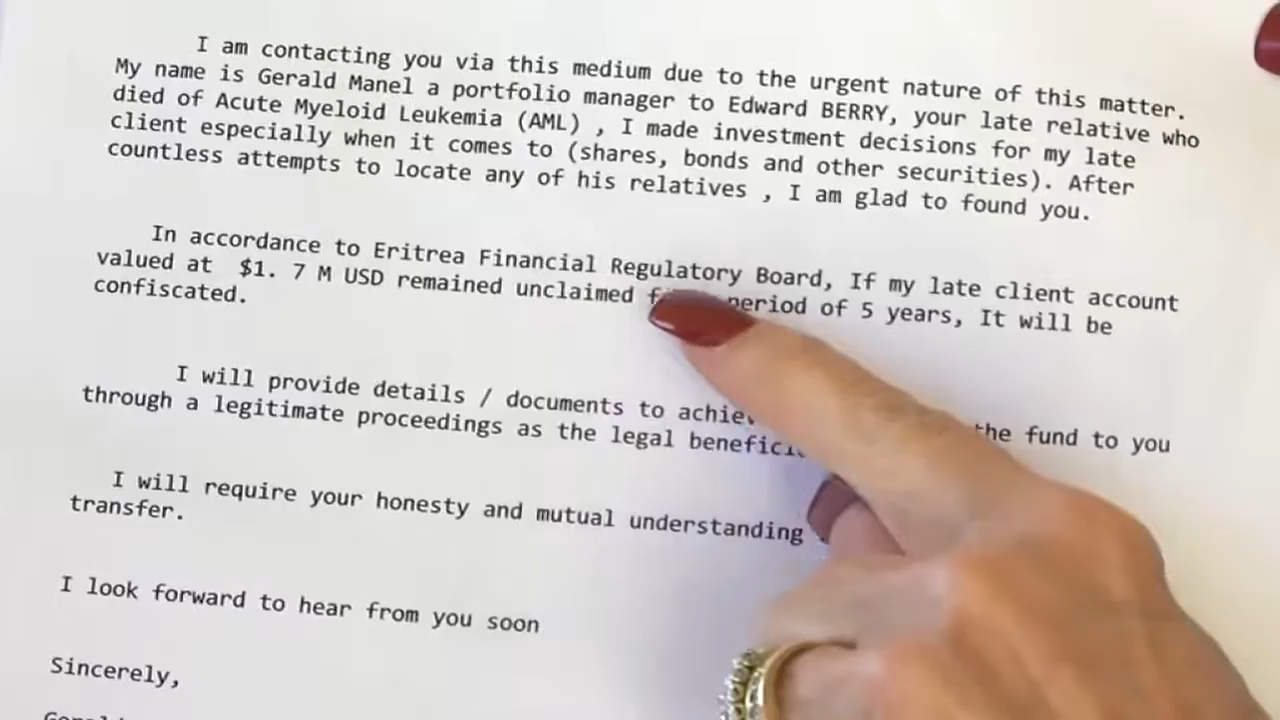 I am contacting you via this medium due to the urgent nature of this matter.
My name is Gerald Manel a portfolio manager to Edward BERRY, your late relative who
died of Acute Myeloid Leukemia (AML) , I made investment decisions for my late
client especially when it comes to (shares, bonds and other securities). After
countless attempts to locate any of his relatives , I am glad to found you.
In accordance to Eritrea Financial Regulatory Board, If my late client account
valued at $1. 7 M USD remained unclaimed period of 5 years, It will be
confiscated.
I will provide details / documents to the fund to you
through a legitimate proceedings as the legal
I will require your honesty and mutual understanding
transfer.
I look forward to hear from you soon
Sincerely,